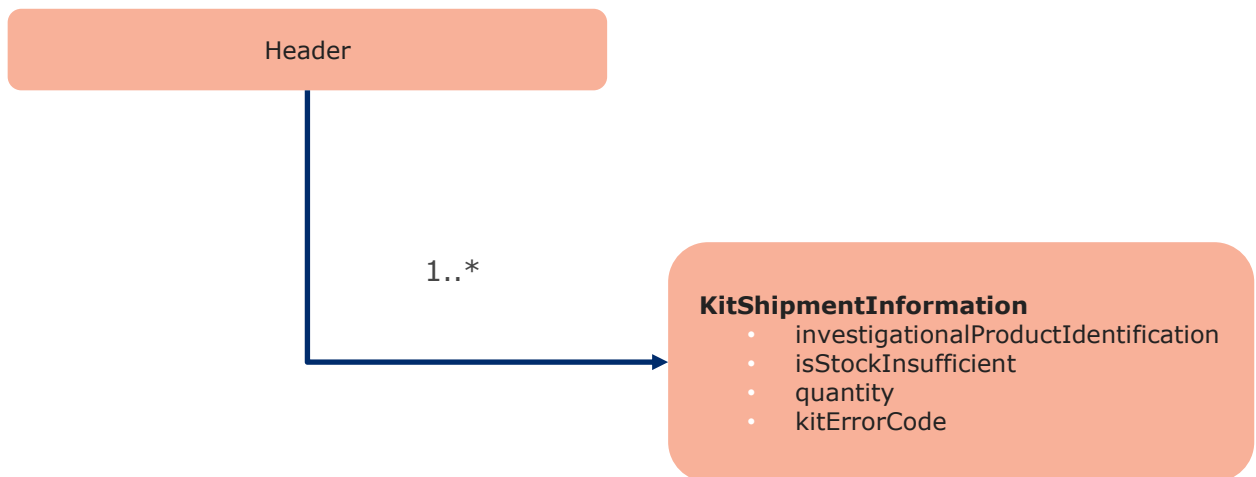 Header
1..*
KitShipmentInformation
• investigationalProductIdentification
• isStockInsufficient
• quantity
• kitErrorCode